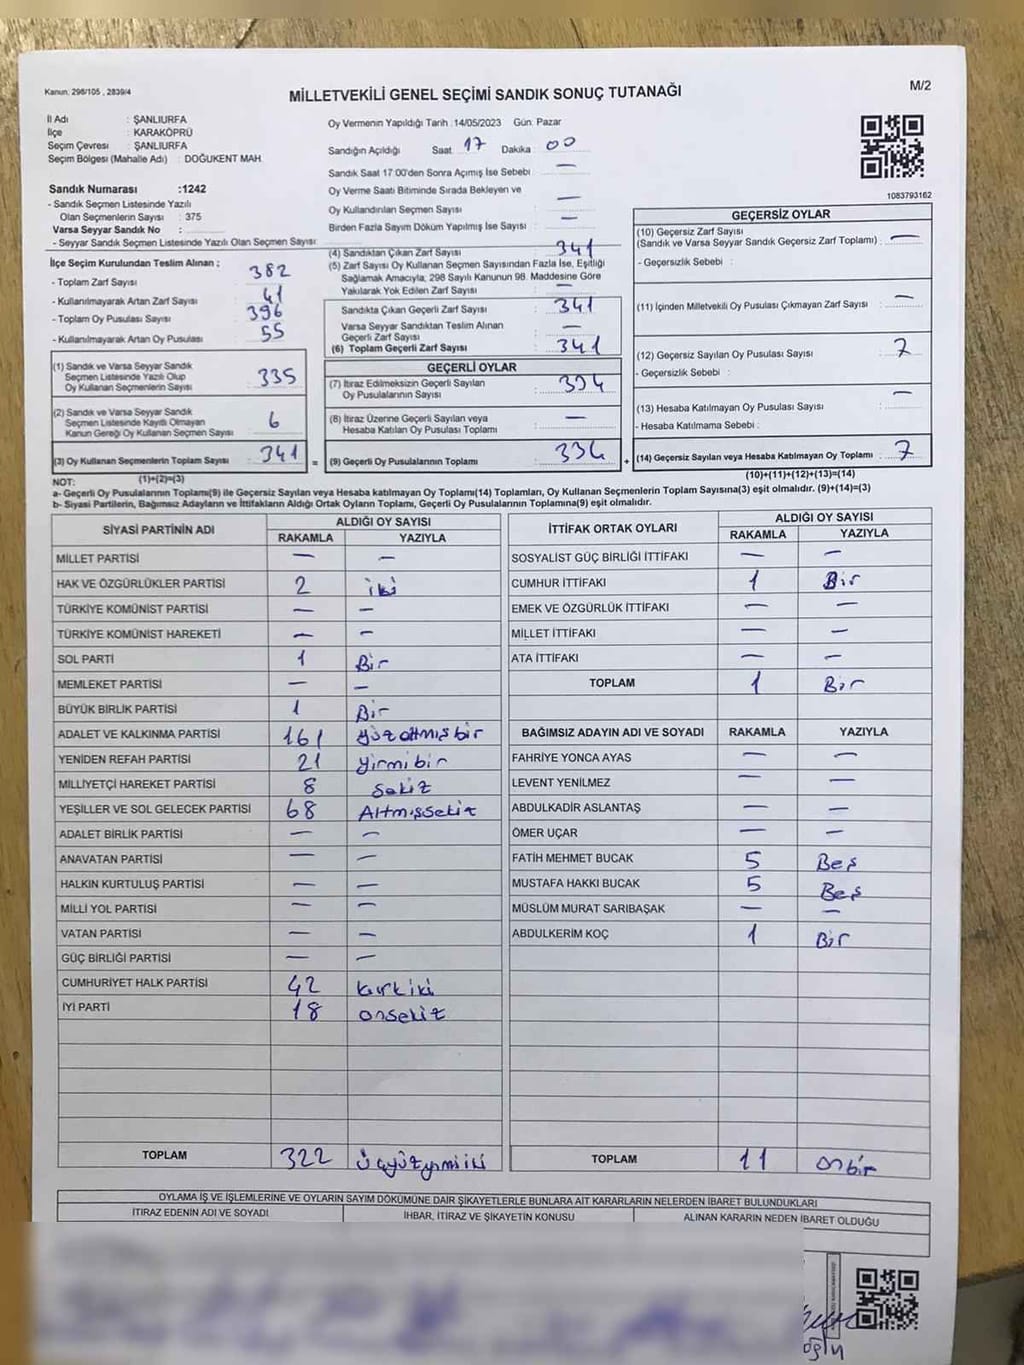 Kanun: 298/105 , 2839/4
MİLLETVEKİLİ GENEL SEÇİMİ SANDIK SONUÇ TUTANAĞI
M/2
İl Adı : ŞANLIURFA
İlçe : KARAKÖPRÜ
Seçim Çevresi : ŞANLIURFA
Seçim Bölgesi (Mahalle Adı) : DOĞUKENT MAH.
Sandık Numarası :1242
- Sandık Seçmen Listesinde Yazılı
Olan Seçmenlerin Sayısı : 375
Varsa Seyyar Sandık No :
- Seyyar Sandık Seçmen Listesinde Yazılı Olan Seçmen Sayısı:
Oy Vermenin Yapıldığı Tarih :14/05/2023 Gün: Pazar
Sandığın Açıldığı Saat 17 Dakika 00
Sandık Saat 17:00'den Sonra Açımış İse Sebebi —
Oy Verme Saati Bitiminde Sırada Bekleyen ve
Oy Kullandırılan Seçmen Sayısı : —
Birden Fazla Sayım Döküm Yapılmış İse Sayısı : —
1083793162
İlçe Seçim Kurulundan Teslim Alınan ;
- Toplam Zarf Sayısı : 382
- Kullanılmayarak Artan Zarf Sayısı : 41
- Toplam Oy Pusulası Sayısı : 396
- Kullanılmayarak Artan Oy Pusulası : 55
(1) Sandık ve Varsa Seyyar Sandık
Seçmen Listesinde Yazılı Olup
Oy Kullanan Seçmenlerin Sayısı : 335
(2) Sandık ve Varsa Seyyar Sandık
Seçmen Listesinde Kayıtlı Olmayan
Kanun Gereği Oy Kullanan Seçmen Sayısı : 6
(3) Oy Kullanan Seçmenlerin Toplam Sayısı : 341
(1)+(2)=(3)
(4) Sandıktan Çıkan Zarf Sayısı : 341
(5) Zarf Sayısı Oy Kullanan Seçmen Sayısından Fazla İse, Eşitliği
Sağlamak Amacıyla, 298 Sayılı Kanunun 98. Maddesine Göre
Yakılarak Yok Edilen Zarf Sayısı : —
Sandıkta Çıkan Geçerli Zarf Sayısı : 341
Varsa Seyyar Sandıktan Teslim Alınan
Geçerli Zarf Sayısı : —
(6) Toplam Geçerli Zarf Sayısı : 341
GEÇERLİ OYLAR
(7) İtiraz Edilmeksizin Geçerli Sayılan
Oy Pusulalarının Sayısı : 334
(8) İtiraz Üzerine Geçerli Sayılan veya
Hesaba Katılan Oy Pusulası Toplamı : —
= (9) Geçerli Oy Pusulalarının Toplamı : 334 +
GEÇERSİZ OYLAR
(10) Geçersiz Zarf Sayısı
(Sandık ve Varsa Seyyar Sandık Geçersiz Zarf Toplamı) : —
- Geçersizlik Sebebi :
(11) İçinden Milletvekili Oy Pusulası Çıkmayan Zarf Sayısı : —
(12) Geçersiz Sayılan Oy Pusulası Sayısı : 7
- Geçersizlik Sebebi :
(13) Hesaba Katılmayan Oy Pusulası Sayısı : —
- Hesaba Katılmama Sebebi :
(14) Geçersiz Sayılan veya Hesaba Katılmayan Oy Toplamı : 7
(10)+(11)+(12)+(13)=(14)
NOT:
a- Geçerli Oy Pusulalarının Toplamı(9) ile Geçersiz Sayılan veya Hesaba katılmayan Oy Toplamı(14) Toplamları, Oy Kullanan Seçmenlerin Toplam Sayısına(3) eşit olmalıdır. (9)+(14)=(3)
b- Siyasi Partilerin, Bağımsız Adayların ve İttifakların Aldığı Ortak Oyların Toplamı, Geçerli Oy Pusulalarının Toplamına(9) eşit olmalıdır.
SİYASİ PARTİNİN ADI ALDIĞI OY SAYISI
RAKAMLA YAZIYLA
MİLLET PARTİSİ — —
HAK VE ÖZGÜRLÜKLER PARTİSİ 2 iki
TÜRKİYE KOMÜNİST PARTİSİ — —
TÜRKİYE KOMÜNİST HAREKETİ — —
SOL PARTİ 1 Bir
MEMLEKET PARTİSİ — —
BÜYÜK BİRLİK PARTİSİ 1 Bir
ADALET VE KALKINMA PARTİSİ 161 yüzatmışbir
YENİDEN REFAH PARTİSİ 21 yirmibir
MİLLİYETÇİ HAREKET PARTİSİ 8 Sekiz
YEŞİLLER VE SOL GELECEK PARTİSİ 68 Altmışsekiz
ADALET BİRLİK PARTİSİ — —
ANAVATAN PARTİSİ — —
HALKIN KURTULUŞ PARTİSİ — —
MİLLİ YOL PARTİSİ — —
VATAN PARTİSİ — —
GÜÇ BİRLİĞİ PARTİSİ — —
CUMHURİYET HALK PARTİSİ 42 kırkiki
İYİ PARTİ 18 onsekiz
TOPLAM 322 üçyüzyirmiiki
İTTİFAK ORTAK OYLARI ALDIĞI OY SAYISI
RAKAMLA YAZIYLA
SOSYALİST GÜÇ BİRLİĞİ İTTİFAKI — —
CUMHUR İTTİFAKI 1 Bir
EMEK VE ÖZGÜRLÜK İTTİFAKI — —
MİLLET İTTİFAKI — —
ATA İTTİFAKI — —
TOPLAM 1 Bir
BAĞIMSIZ ADAYIN ADI VE SOYADI RAKAMLA YAZIYLA
FAHRİYE YONCA AYAS — —
LEVENT YENİLMEZ — —
ABDULKADİR ASLANTAŞ — —
ÖMER UÇAR — —
FATİH MEHMET BUCAK 5 Beş
MUSTAFA HAKKI BUCAK 5 Beş
MÜSLÜM MURAT SARIBAŞAK — —
ABDULKERİM KOÇ 1 Bir
TOPLAM 11 onbir
OYLAMA İŞ VE İŞLEMLERİNE VE OYLARIN SAYIM DÖKÜMÜNE DAİR ŞİKAYETLERLE BUNLARA AİT KARARLARIN NELERDEN İBARET BULUNDUKLARI
İTİRAZ EDENİN ADI VE SOYADI İHBAR, İTİRAZ VE ŞİKAYETİN KONUSU ALINAN KARARIN NEDEN İBARET OLDUĞU